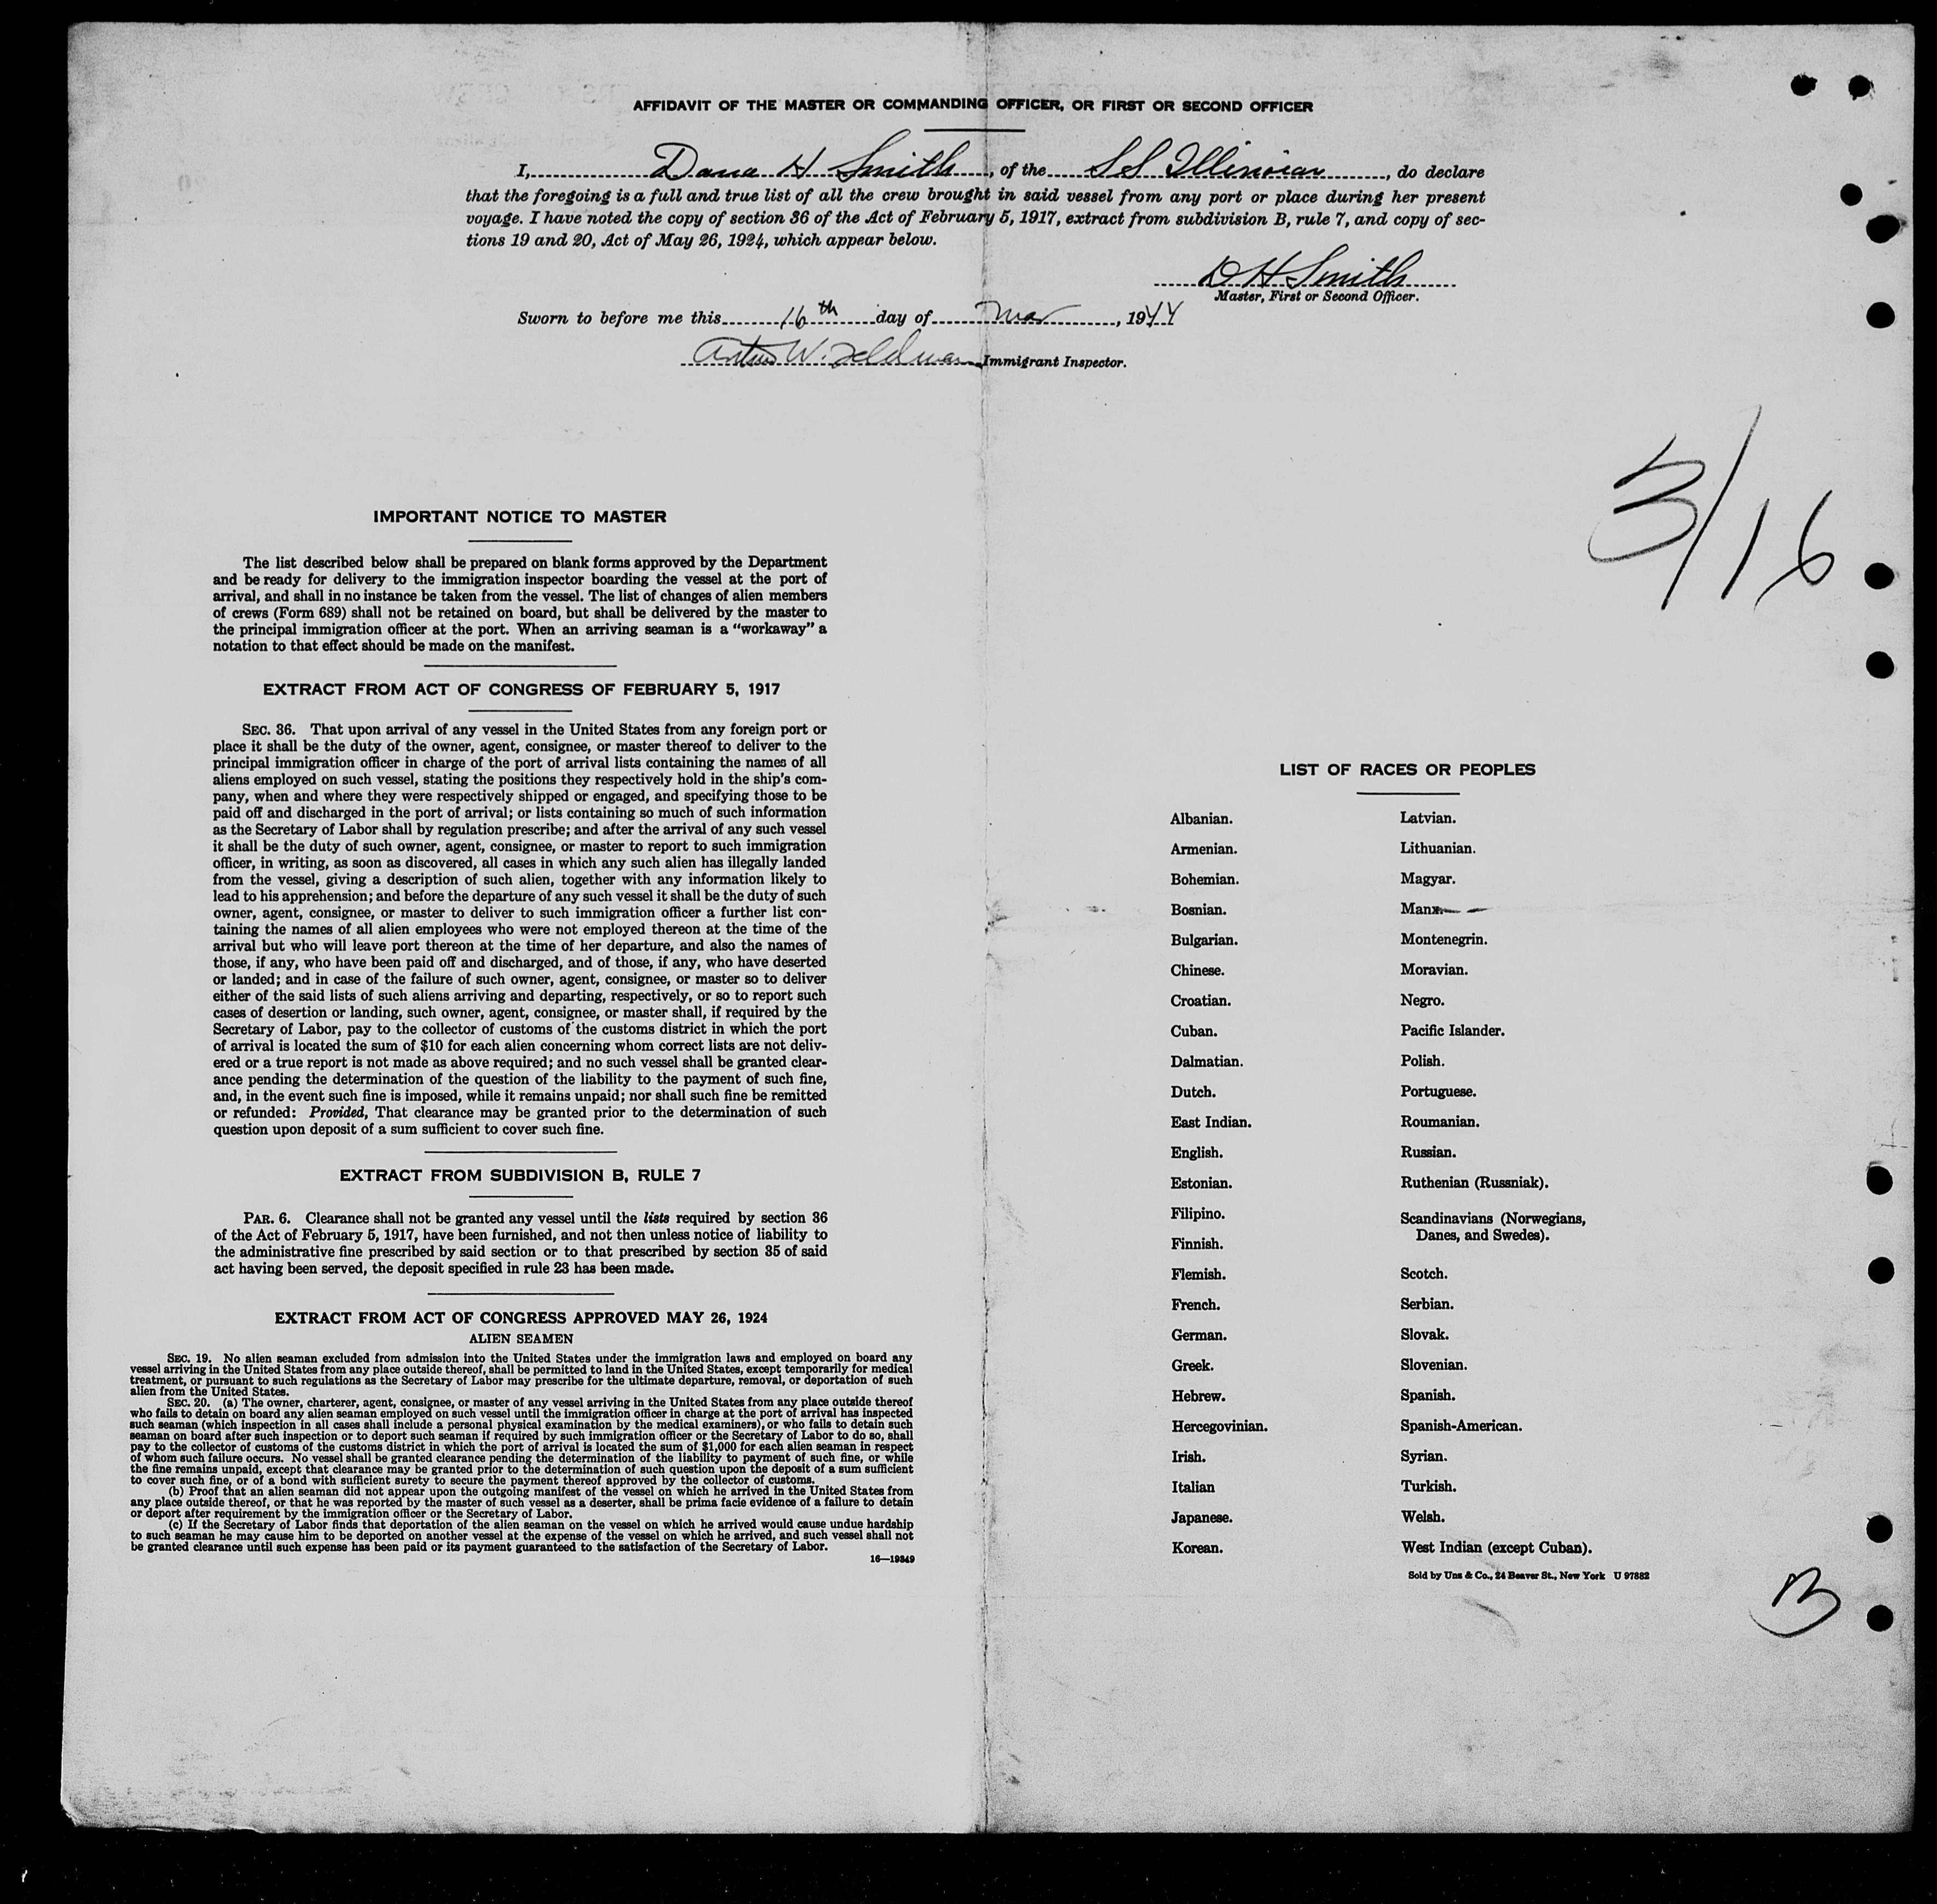 AFFIDAVIT OF THE MASTER OR COMMANDING OFFICER, OR FIRST OR SECOND OFFICER
I, Dana H Smith, of the SS Illinoian, do declare
that the foregoing is a full and true list of all the crew brought in said vessel from any port or place during her present
voyage. I have noted the copy of section 36 of the Act of February 5, 1917, extract from subdivision B, rule 7, and copy of sec-
tions 19 and 20, Act of May 26, 1924, which appear below.
D H Smith
Master, First or Second Officer.
Sworn to before me this 16th day of Mar, 1944
W. Immigrant Inspector.
3/16
IMPORTANT NOTICE TO MASTER
The list described below shall be prepared on blank forms approved by the Department
and be ready for delivery to the immigration inspector boarding the vessel at the port of
arrival, and shall in no instance be taken from the vessel. The list of changes of alien members
of crews (Form 689) shall not be retained on board, but shall be delivered by the master to
the principal immigration officer at the port. When an arriving seaman is a "workaway" a
notation to that effect should be made on the manifest.
EXTRACT FROM ACT OF CONGRESS OF FEBRUARY 5, 1917
SEC. 36. That upon arrival of any vessel in the United States from any foreign port or
place it shall be the duty of the owner, agent, consignee, or master thereof to deliver to the
principal immigration officer in charge of the port of arrival lists containing the names of all
aliens employed on such vessel, stating the positions they respectively hold in the ship's com-
pany, when and where they were respectively shipped or engaged, and specifying those to be
paid off and discharged in the port of arrival; or lists containing so much of such information
as the Secretary of Labor shall by regulation prescribe; and after the arrival of any such vessel
it shall be the duty of such owner, agent, consignee, or master to report to such immigration
officer, in writing, as soon as discovered, all cases in which any such alien has illegally landed
from the vessel, giving a description of such alien, together with any information likely to
lead to his apprehension; and before the departure of any such vessel it shall be the duty of such
owner, agent, consignee, or master to deliver to such immigration officer a further list con-
taining the names of all alien employees who were not employed thereon at the time of the
arrival but who will leave port thereon at the time of her departure, and also the names of
those, if any, who have been paid off and discharged, and of those, if any, who have deserted
or landed; and in case of the failure of such owner, agent, consignee, or master so to deliver
either of the said lists of such aliens arriving and departing, respectively, or so to report such
cases of desertion or landing, such owner, agent, consignee, or master shall, if required by the
Secretary of Labor, pay to the collector of customs of the customs district in which the port
of arrival is located the sum of $10 for each alien concerning whom correct lists are not deliv-
ered or a true report is not made as above required; and no such vessel shall be granted clear-
ance pending the determination of the question of the liability to the payment of such fine,
and, in the event such fine is imposed, while it remains unpaid; nor shall such fine be remitted
or refunded: Provided, That clearance may be granted prior to the determination of such
question upon deposit of a sum sufficient to cover such fine.
EXTRACT FROM SUBDIVISION B, RULE 7
PAR. 6. Clearance shall not be granted any vessel until the lists required by section 36
of the Act of February 5, 1917, have been furnished, and not then unless notice of liability to
the administrative fine prescribed by said section or to that prescribed by section 35 of said
act having been served, the deposit specified in rule 23 has been made.
EXTRACT FROM ACT OF CONGRESS APPROVED MAY 26, 1924
ALIEN SEAMEN
SEC. 19. No alien seaman excluded from admission into the United States under the immigration laws and employed on board any
vessel arriving in the United States from any place outside thereof, shall be permitted to land in the United States, except temporarily for medical
treatment, or pursuant to such regulations as the Secretary of Labor may prescribe for the ultimate departure, removal, or deportation of such
alien from the United States.
SEC. 20. (a) The owner, charterer, agent, consignee, or master of any vessel arriving in the United States from any place outside thereof
who fails to detain on board any alien seaman employed on such vessel until the immigration officer in charge at the port of arrival has inspected
such seaman (which inspection in all cases shall include a personal physical examination by the medical examiners), or who fails to detain such
seaman on board after such inspection or to deport such seaman if required by such immigration officer or the Secretary of Labor to do so, shall
pay to the collector of customs of the customs district in which the port of arrival is located the sum of $1,000 for each alien seaman in respect
of whom such failure occurs. No vessel shall be granted clearance pending the determination of the liability to payment of such fine, or while
the fine remains unpaid, except that clearance may be granted prior to the determination of such question upon the deposit of a sum sufficient
to cover such fine, or of a bond with sufficient surety to secure the payment thereof approved by the collector of customs.
(b) Proof that an alien seaman did not appear upon the outgoing manifest of the vessel on which he arrived in the United States from
any place outside thereof, or that he was reported by the master of such vessel as a deserter, shall be prima facie evidence of a failure to detain
or deport after requirement by the immigration officer or the Secretary of Labor.
(c) If the Secretary of Labor finds that deportation of the alien seaman on the vessel on which he arrived would cause undue hardship
to such seaman he may cause him to be deported on another vessel at the expense of the vessel on which he arrived, and such vessel shall not
be granted clearance until such expense has been paid or its payment guaranteed to the satisfaction of the Secretary of Labor.
16—19349
LIST OF RACES OR PEOPLES
Albanian.
Armenian.
Bohemian.
Bosnian.
Bulgarian.
Chinese.
Croatian.
Cuban.
Dalmatian.
Dutch.
East Indian.
English.
Estonian.
Filipino.
Finnish.
Flemish.
French.
German.
Greek.
Hebrew.
Hercegovinian.
Irish.
Italian
Japanese.
Korean.
Latvian.
Lithuanian.
Magyar.
Manx.
Montenegrin.
Moravian.
Negro.
Pacific Islander.
Polish.
Portuguese.
Roumanian.
Russian.
Ruthenian (Russniak).
Scandinavians (Norwegians,
Danes, and Swedes).
Scotch.
Serbian.
Slovak.
Slovenian.
Spanish.
Spanish-American.
Syrian.
Turkish.
Welsh.
West Indian (except Cuban).
Sold by Unz & Co., 24 Beaver St., New York U 97882
B